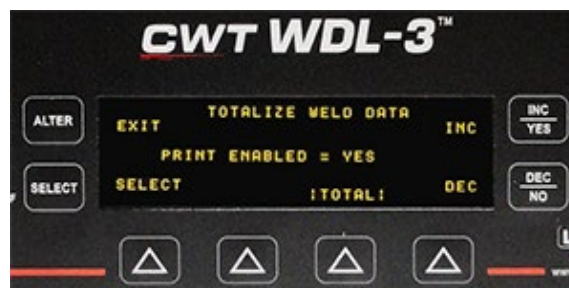 CWT WDL-3™
ALTER
TOTALIZE WELD DATA
EXIT
INC
INC
YES
PRINT ENABLED = YES
SELECT
SELECT
:TOTAL:
DEC
DEC
NO